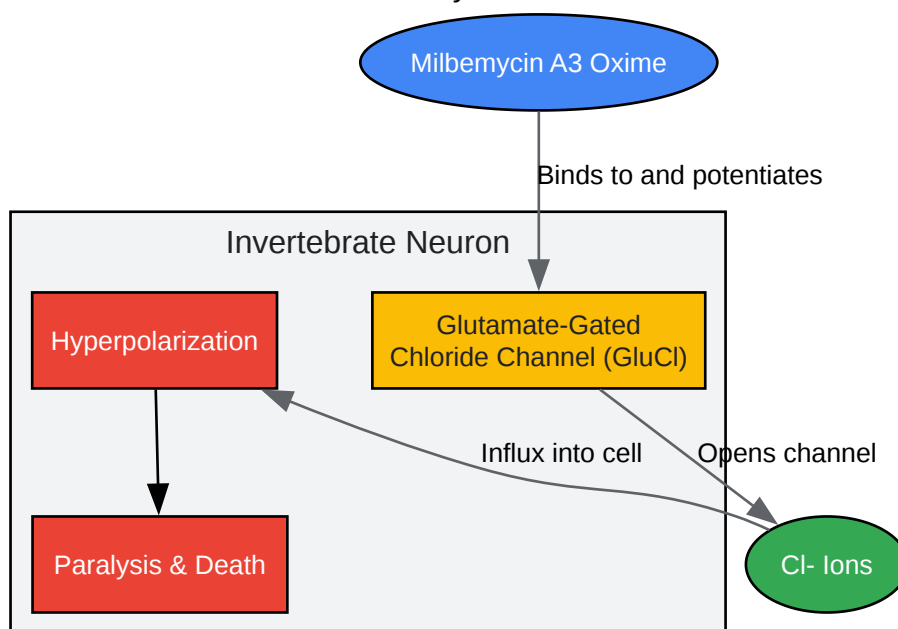 Milbemycin A3 Oxime
Binds to and potentiates
Invertebrate Neuron
Hyperpolarization
Glutamate-Gated
Chloride Channel (GluCl)
Influx into cell
Opens channel
Paralysis & Death
Cl- Ions